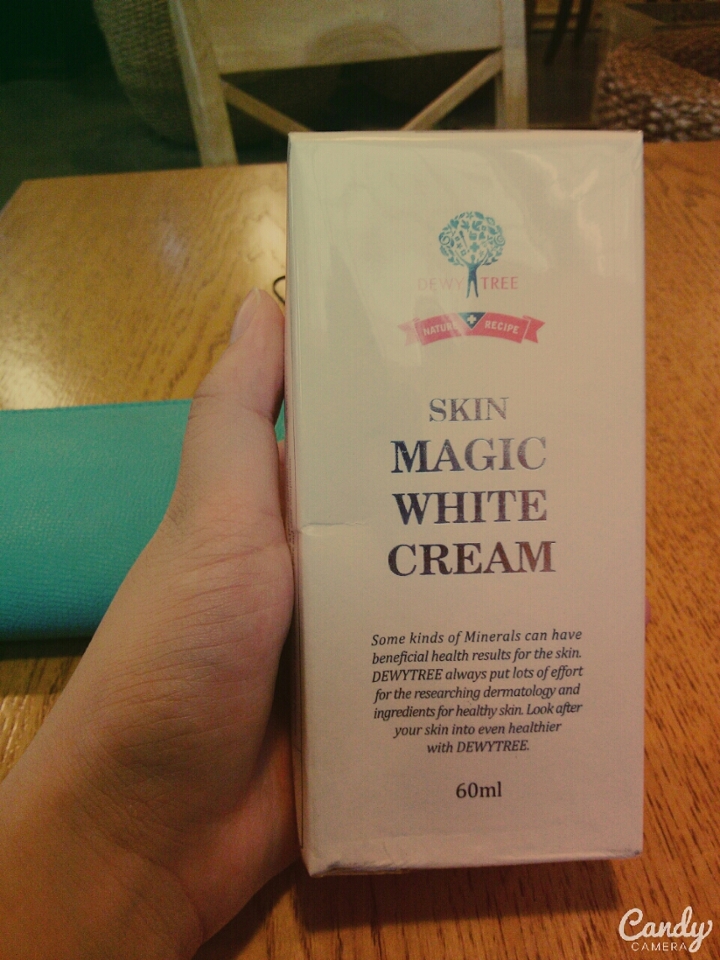 DEWY TREE
NATURE RECIPE
SKIN
MAGIC
WHITE
CREAM
Some kinds of Minerals can have
beneficial health results for the skin.
DEWYTREE always put lots of effort
for the researching dermatology and
ingredients for healthy skin. Look after
your skin into even healthier
with DEWYTREE.
60ml
Candy
CAMERA